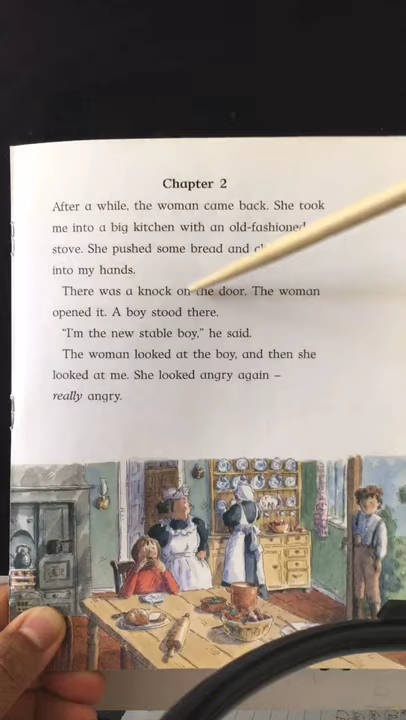 Chapter 2
After a while, the woman came back. She took
me into a big kitchen with an old-fashioned
stove. She pushed some bread and
into my hands.
There was a knock on the door. The woman
opened it. A boy stood there.
“I'm the new stable boy,” he said.
The woman looked at the boy, and then she
looked at me. She looked angry again –
really angry.